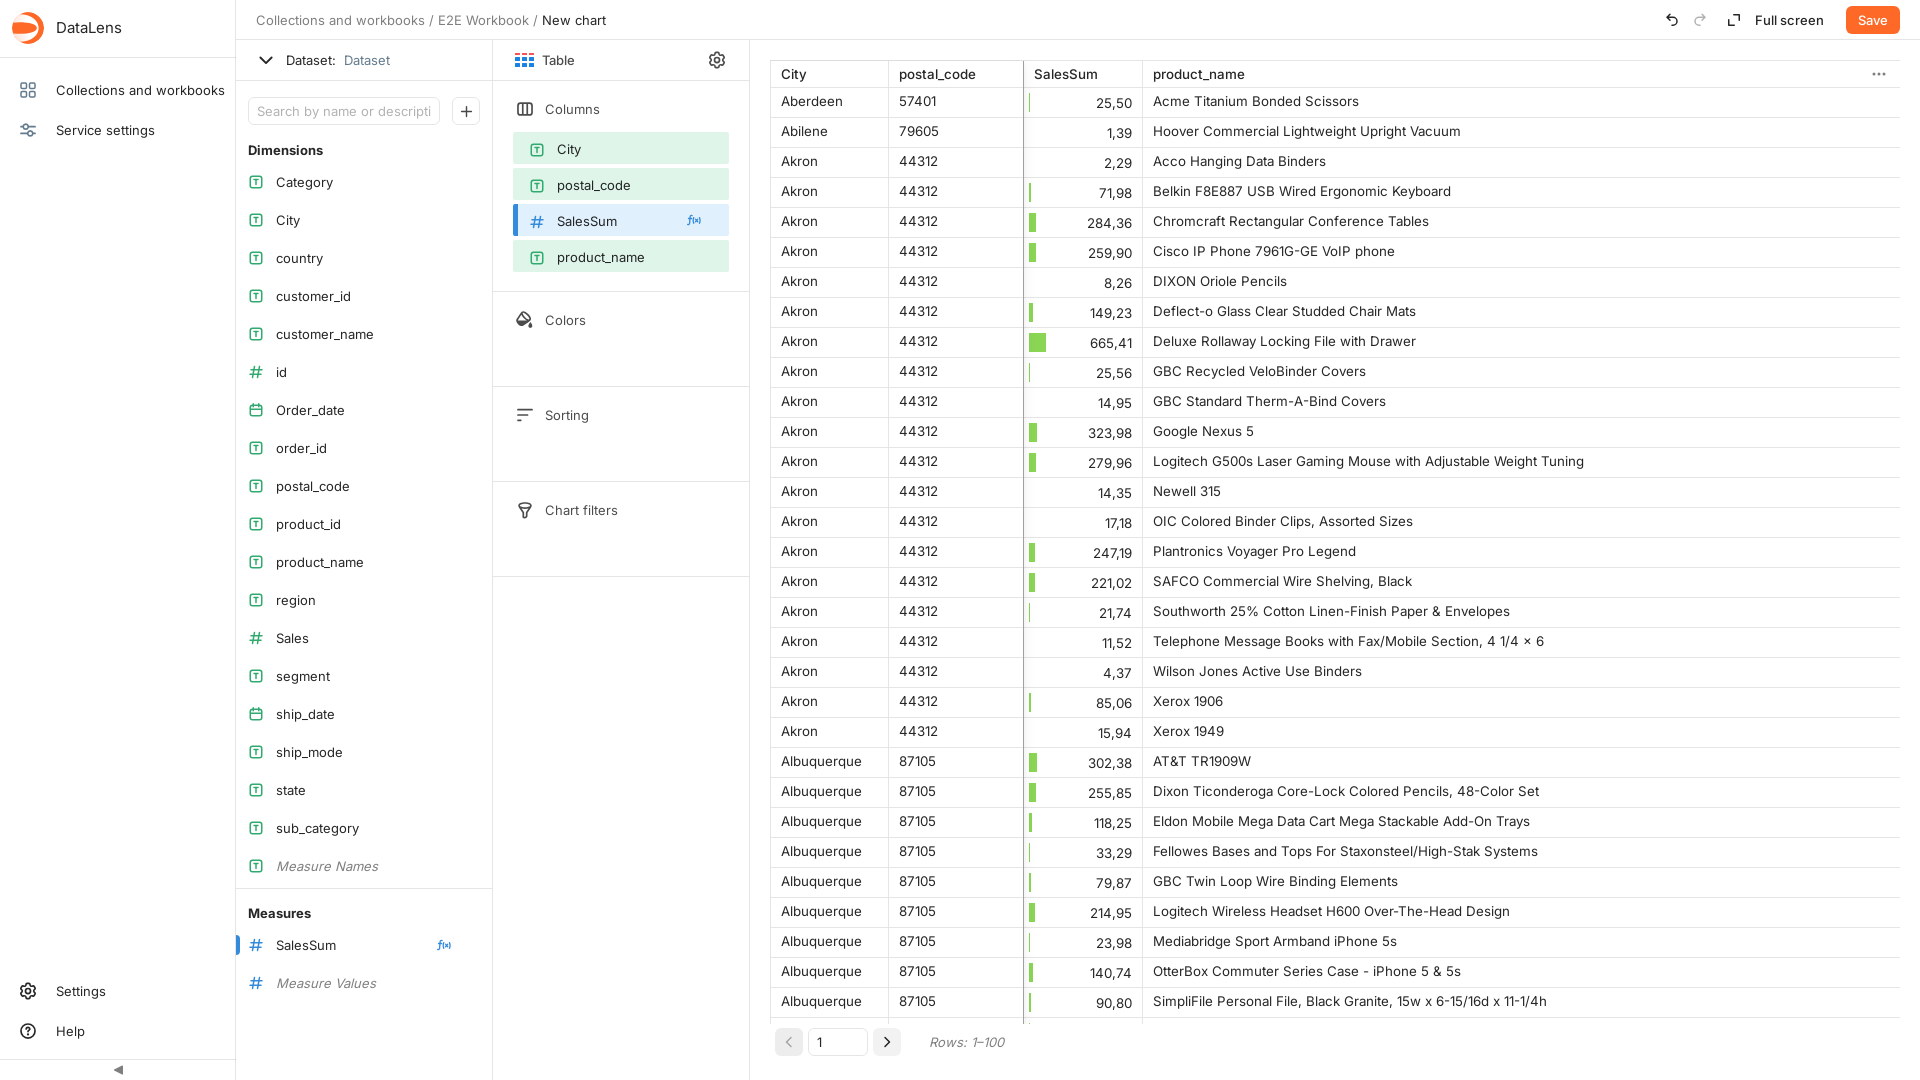 DataLens
Collections and workbooks
Service settings
Settings
Help
Collections and workbooks / E2E Workbook / New chart
Full screen
Save
Dataset: Dataset
Search by name or descripti
Dimensions
Category
City
country
customer_id
customer_name
id
Order_date
order_id
postal_code
product_id
product_name
region
Sales
segment
ship_date
ship_mode
state
sub_category
Measure Names
Measures
SalesSum f(x)
Measure Values
Table
Columns
City
postal_code
SalesSum f(x)
product_name
Colors
Sorting
Chart filters
City postal_code SalesSum product_name
Aberdeen 57401 25,50 Acme Titanium Bonded Scissors
Abilene 79605 1,39 Hoover Commercial Lightweight Upright Vacuum
Akron 44312 2,29 Acco Hanging Data Binders
Akron 44312 71,98 Belkin F8E887 USB Wired Ergonomic Keyboard
Akron 44312 284,36 Chromcraft Rectangular Conference Tables
Akron 44312 259,90 Cisco IP Phone 7961G-GE VoIP phone
Akron 44312 8,26 DIXON Oriole Pencils
Akron 44312 149,23 Deflect-o Glass Clear Studded Chair Mats
Akron 44312 665,41 Deluxe Rollaway Locking File with Drawer
Akron 44312 25,56 GBC Recycled VeloBinder Covers
Akron 44312 14,95 GBC Standard Therm-A-Bind Covers
Akron 44312 323,98 Google Nexus 5
Akron 44312 279,96 Logitech G500s Laser Gaming Mouse with Adjustable Weight Tuning
Akron 44312 14,35 Newell 315
Akron 44312 17,18 OIC Colored Binder Clips, Assorted Sizes
Akron 44312 247,19 Plantronics Voyager Pro Legend
Akron 44312 221,02 SAFCO Commercial Wire Shelving, Black
Akron 44312 21,74 Southworth 25% Cotton Linen-Finish Paper & Envelopes
Akron 44312 11,52 Telephone Message Books with Fax/Mobile Section, 4 1/4 × 6
Akron 44312 4,37 Wilson Jones Active Use Binders
Akron 44312 85,06 Xerox 1906
Akron 44312 15,94 Xerox 1949
Albuquerque 87105 302,38 AT&T TR1909W
Albuquerque 87105 255,85 Dixon Ticonderoga Core-Lock Colored Pencils, 48-Color Set
Albuquerque 87105 118,25 Eldon Mobile Mega Data Cart Mega Stackable Add-On Trays
Albuquerque 87105 33,29 Fellowes Bases and Tops For Staxonsteel/High-Stak Systems
Albuquerque 87105 79,87 GBC Twin Loop Wire Binding Elements
Albuquerque 87105 214,95 Logitech Wireless Headset H600 Over-The-Head Design
Albuquerque 87105 23,98 Mediabridge Sport Armband iPhone 5s
Albuquerque 87105 140,74 OtterBox Commuter Series Case - iPhone 5 & 5s
Albuquerque 87105 90,80 SimpliFile Personal File, Black Granite, 15w x 6-15/16d x 11-1/4h
1
Rows: 1–100